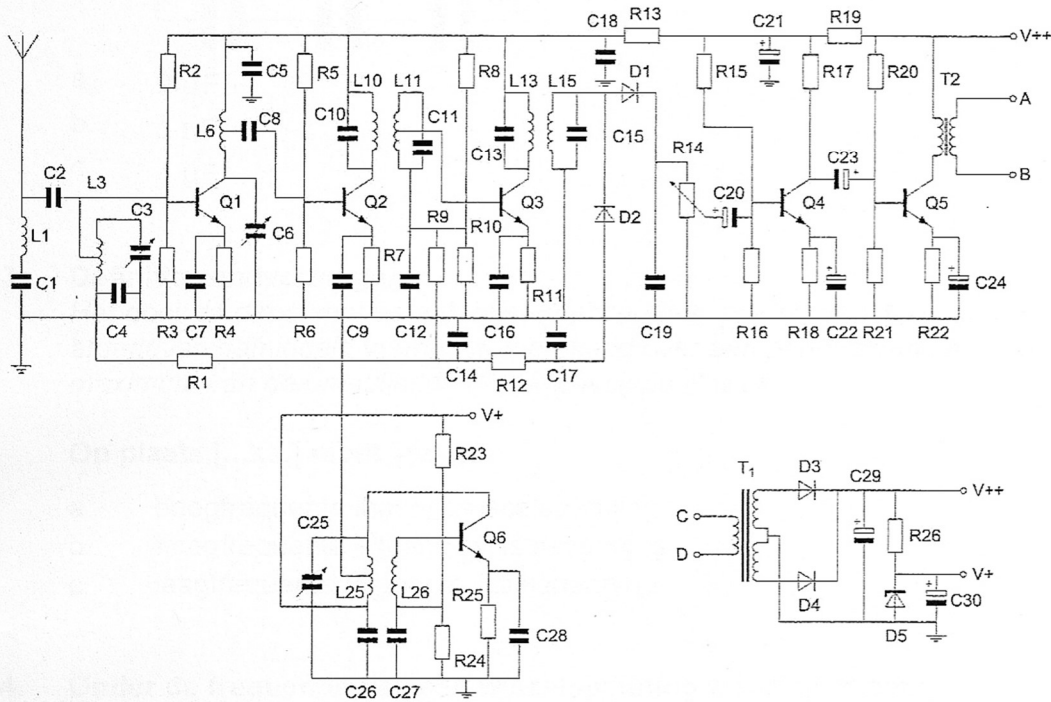 C18
R13
C21
R19
V++
R2
C5
R5
L10
L11
R8
L13
L15
D1
R15
R17
R20
T2
A
C8
L6
C10
C11
C13
C15
R14
C23
B
C2
L3
C3
Q1
C6
Q2
R9
R10
Q3
D2
C20
Q4
Q5
L1
C1
R7
R11
C4
R3
C7
R4
R6
C9
C12
C16
C19
R16
R18
C22
R21
R22
C24
R1
C14
R12
C17
V+
R23
C25
Q6
L25
L26
R25
R24
C28
C26
C27
T1
D3
C29
V++
C
D
R26
V+
D4
D5
C30